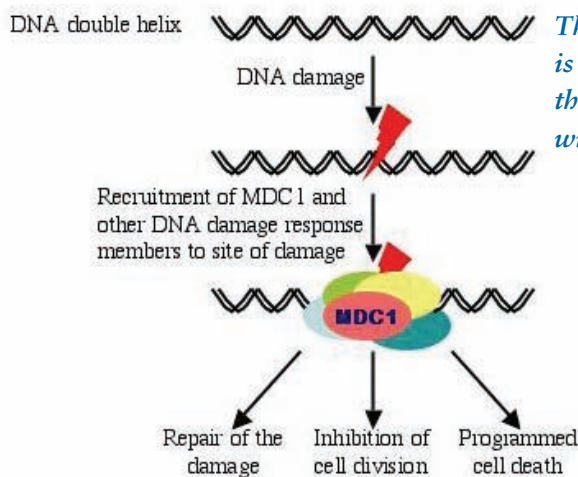 DNA double helix
DNA damage
Recruitment of MDC1 and
other DNA damage response
members to site of damage
MDC1
Repair of the
damage
Inhibition of
cell division
Programmed
cell death
is